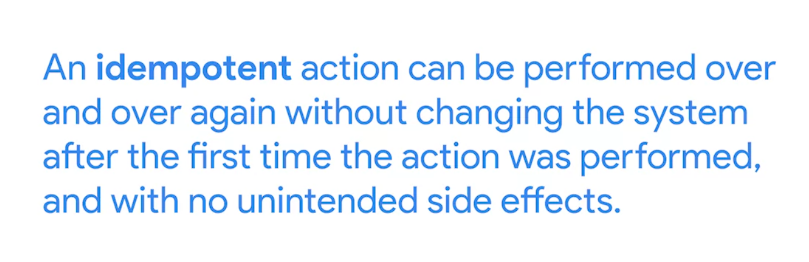 An idempotent action can be performed over
and over again without changing the system
after the first time the action was performed,
and with no unintended side effects.